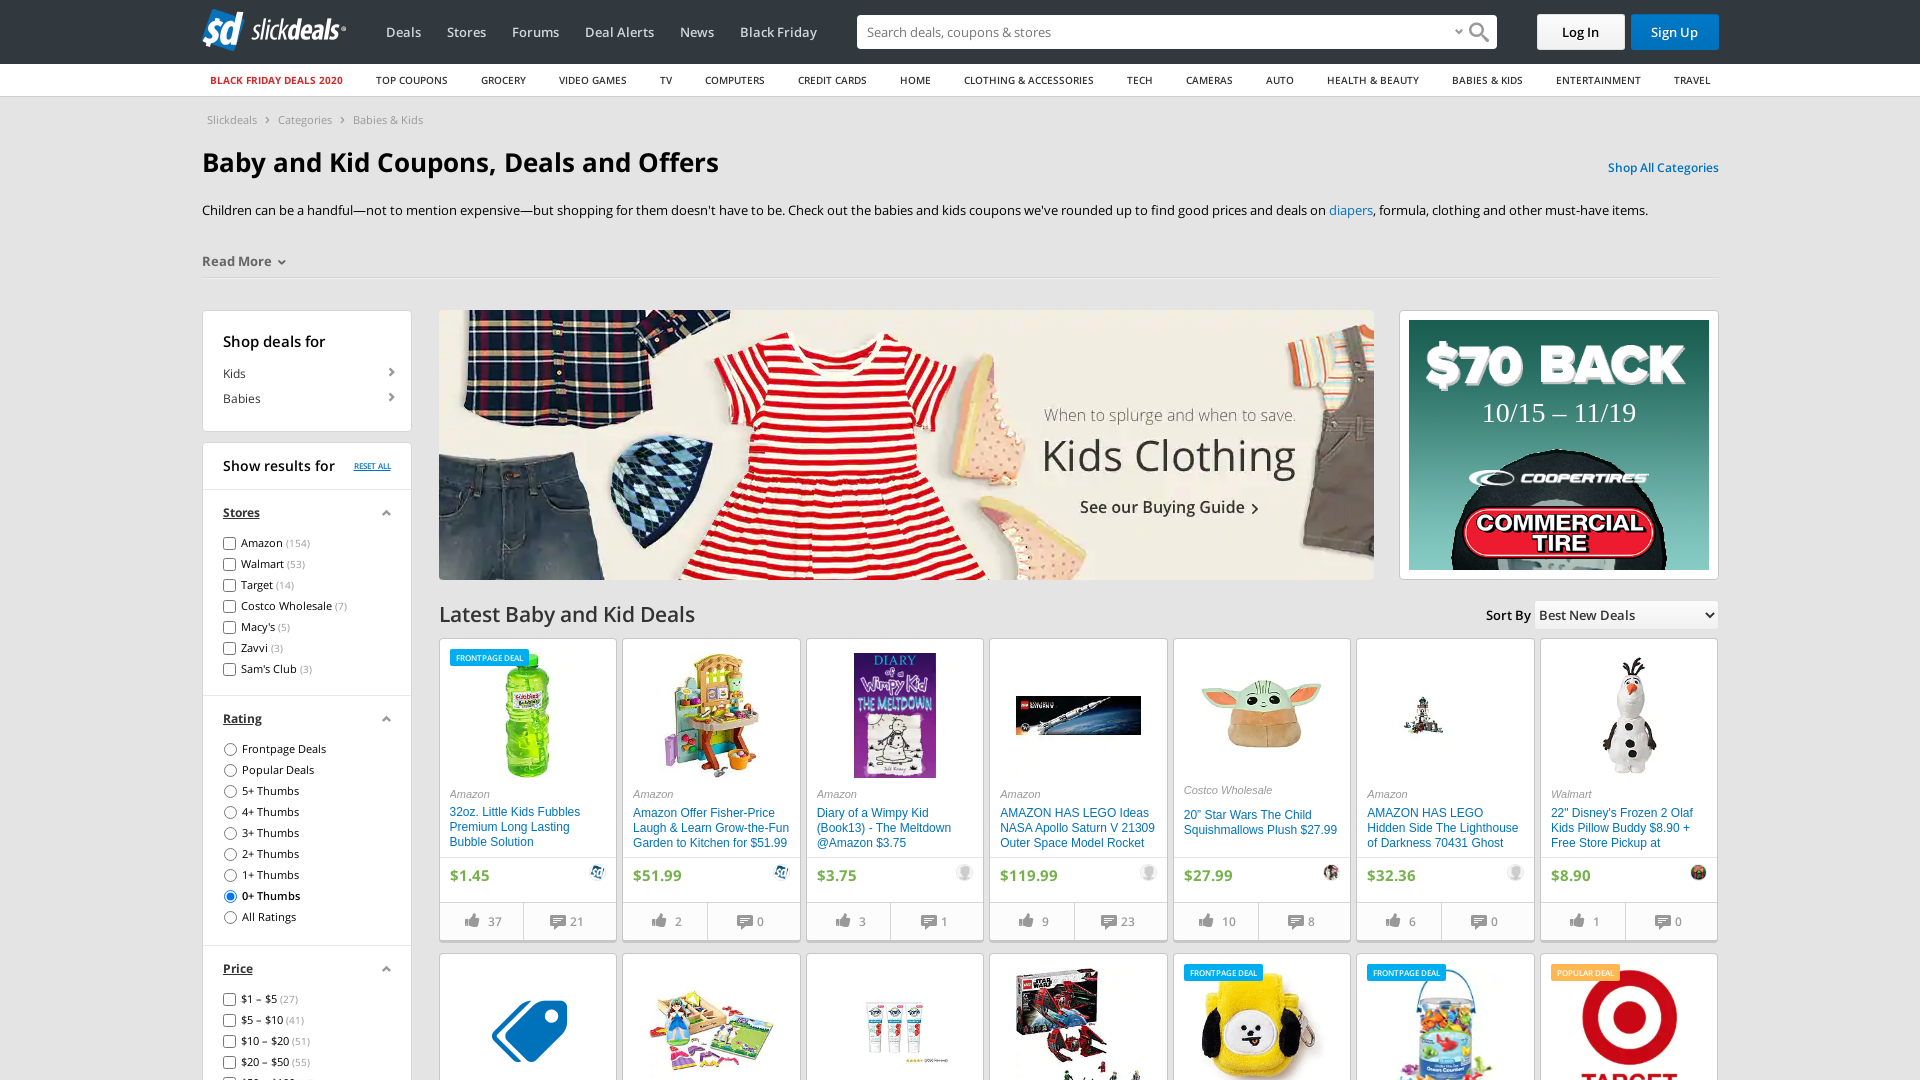 sd slickdeals
Deals
Stores
Forums
Deal Alerts
News
Black Friday
Search deals, coupons & stores
Log In
Sign Up
BLACK FRIDAY DEALS 2020
TOP COUPONS
GROCERY
VIDEO GAMES
TV
COMPUTERS
CREDIT CARDS
HOME
CLOTHING & ACCESSORIES
TECH
CAMERAS
AUTO
HEALTH & BEAUTY
BABIES & KIDS
ENTERTAINMENT
TRAVEL
Slickdeals > Categories > Babies & Kids
Baby and Kid Coupons, Deals and Offers
Shop All Categories
Children can be a handful—not to mention expensive—but shopping for them doesn't have to be. Check out the babies and kids coupons we've rounded up to find good prices and deals on diapers, formula, clothing and other must-have items.
Read More
Shop deals for
Kids
Babies
Show results for
RESET ALL
Stores
Amazon (154)
Walmart (53)
Target (14)
Costco Wholesale (7)
Macy's (5)
Zavvi (3)
Sam's Club (3)
Rating
Frontpage Deals
Popular Deals
5+ Thumbs
4+ Thumbs
3+ Thumbs
2+ Thumbs
1+ Thumbs
0+ Thumbs
All Ratings
Price
$1 – $5 (27)
$5 – $10 (41)
$10 – $20 (51)
$20 – $50 (55)
When to splurge and when to save.
Kids Clothing
See our Buying Guide
$70 BACK
10/15 – 11/19
COOPERTIRES
COMMERCIAL
TIRE
Latest Baby and Kid Deals
Sort By
Best New Deals
FRONTPAGE DEAL
Amazon
32oz. Little Kids Fubbles
Premium Long Lasting
Bubble Solution
$1.45
37
21
Amazon
Amazon Offer Fisher-Price
Laugh & Learn Grow-the-Fun
Garden to Kitchen for $51.99
$51.99
2
0
DIARY
of a
Wimpy Kid
THE MELTDOWN
Amazon
Diary of a Wimpy Kid
(Book13) - The Meltdown
@Amazon $3.75
$3.75
3
1
Amazon
AMAZON HAS LEGO Ideas
NASA Apollo Saturn V 21309
Outer Space Model Rocket
$119.99
9
23
Costco Wholesale
20” Star Wars The Child
Squishmallows Plush $27.99
$27.99
10
8
Amazon
AMAZON HAS LEGO
Hidden Side The Lighthouse
of Darkness 70431 Ghost
$32.36
6
0
Walmart
22" Disney's Frozen 2 Olaf
Kids Pillow Buddy $8.90 +
Free Store Pickup at
$8.90
1
0
FRONTPAGE DEAL
FRONTPAGE DEAL
POPULAR DEAL
TARGET